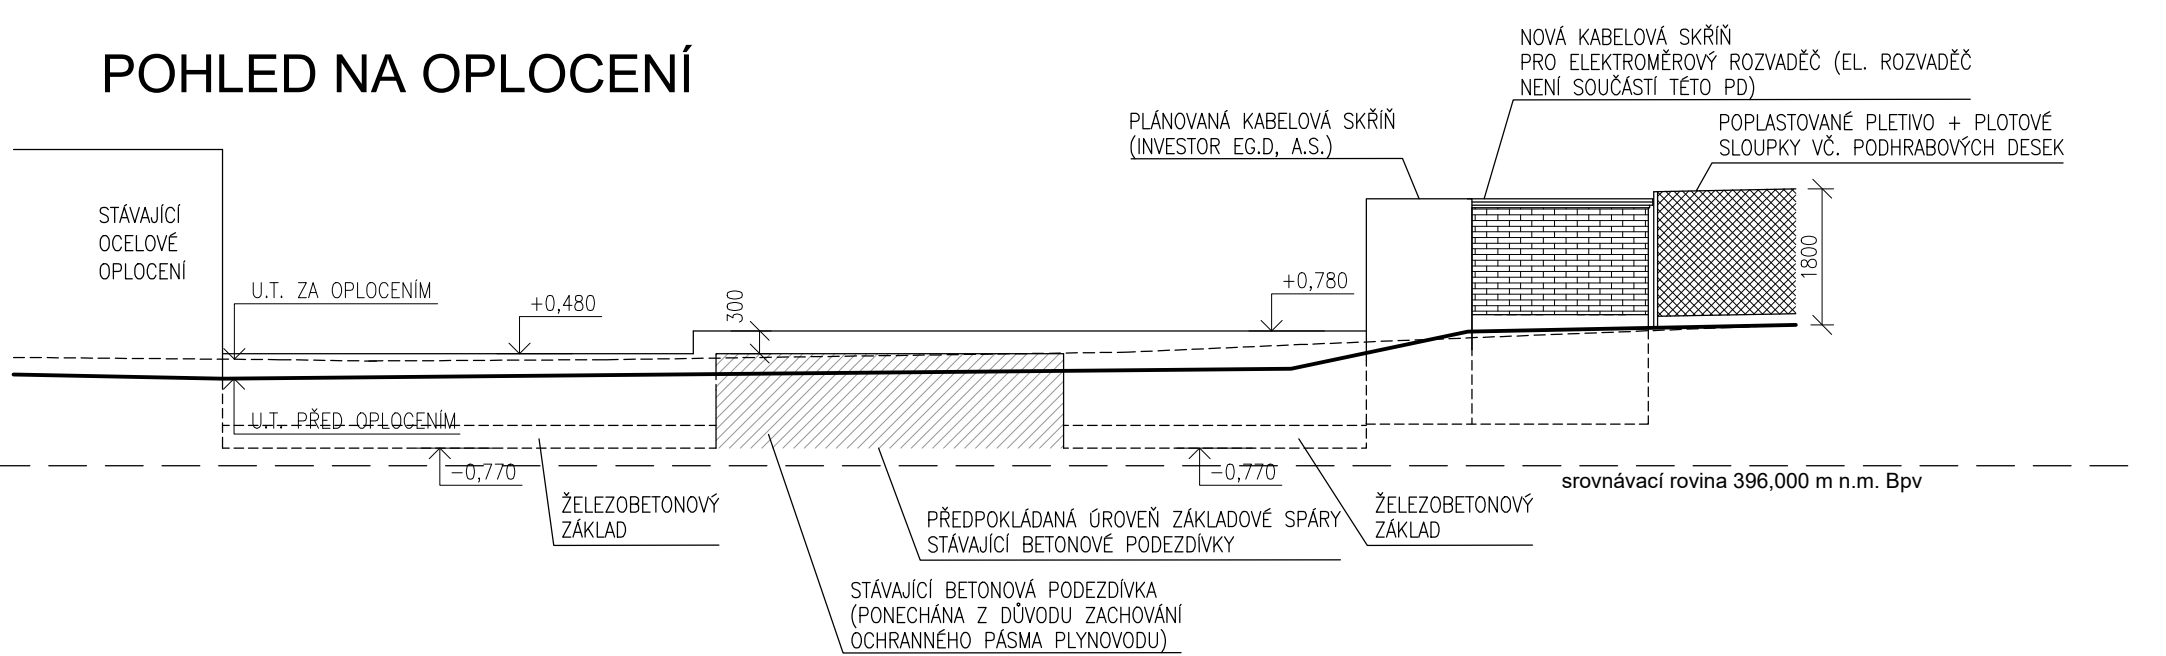 POHLED NA OPLOCENÍ
NOVÁ KABELOVÁ SKŘÍŇ
PRO ELEKTROMĚROVÝ ROZVADĚČ (EL. ROZVADĚČ
NENÍ SOUČÁSTÍ TÉTO PD)
PLÁNOVANÁ KABELOVÁ SKŘÍŇ
(INVESTOR EG.D, A.S.)
POPLASTOVANÉ PLETIVO + PLOTOVÉ
SLOUPKY VČ. PODHRABOVÝCH DESEK
STÁVAJÍCÍ
OCELOVÉ
OPLOCENÍ
U.T. ZA OPLOCENÍM
+0,480
300
+0,780
1800
U.T. PŘED OPLOCENÍM
-0,770
-0,770
srovnávací rovina 396,000 m n.m. Bpv
ŽELEZOBETONOVÝ
ZÁKLAD
PŘEDPOKLÁDANÁ ÚROVEŇ ZÁKLADOVÉ SPÁRY
STÁVAJÍCÍ BETONOVÉ PODEZDÍVKY
ŽELEZOBETONOVÝ
ZÁKLAD
STÁVAJÍCÍ BETONOVÁ PODEZDÍVKA
(PONECHÁNA Z DŮVODU ZACHOVÁNÍ
OCHRANNÉHO PÁSMA PLYNOVODU)